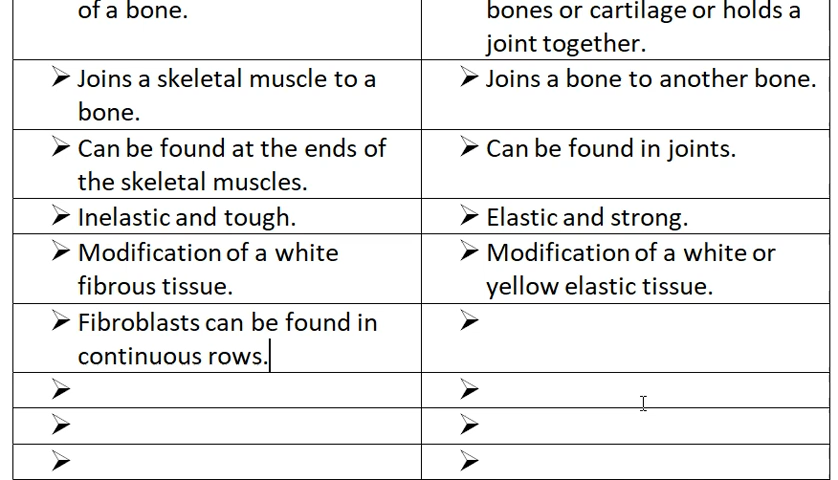 of a bone.
bones or cartilage or holds a
joint together.
Joins a skeletal muscle to a
bone.
Joins a bone to another bone.
Can be found at the ends of
the skeletal muscles.
Can be found in joints.
Inelastic and tough.
Elastic and strong.
Modification of a white
fibrous tissue.
Modification of a white or
yellow elastic tissue.
Fibroblasts can be found in
continuous rows.